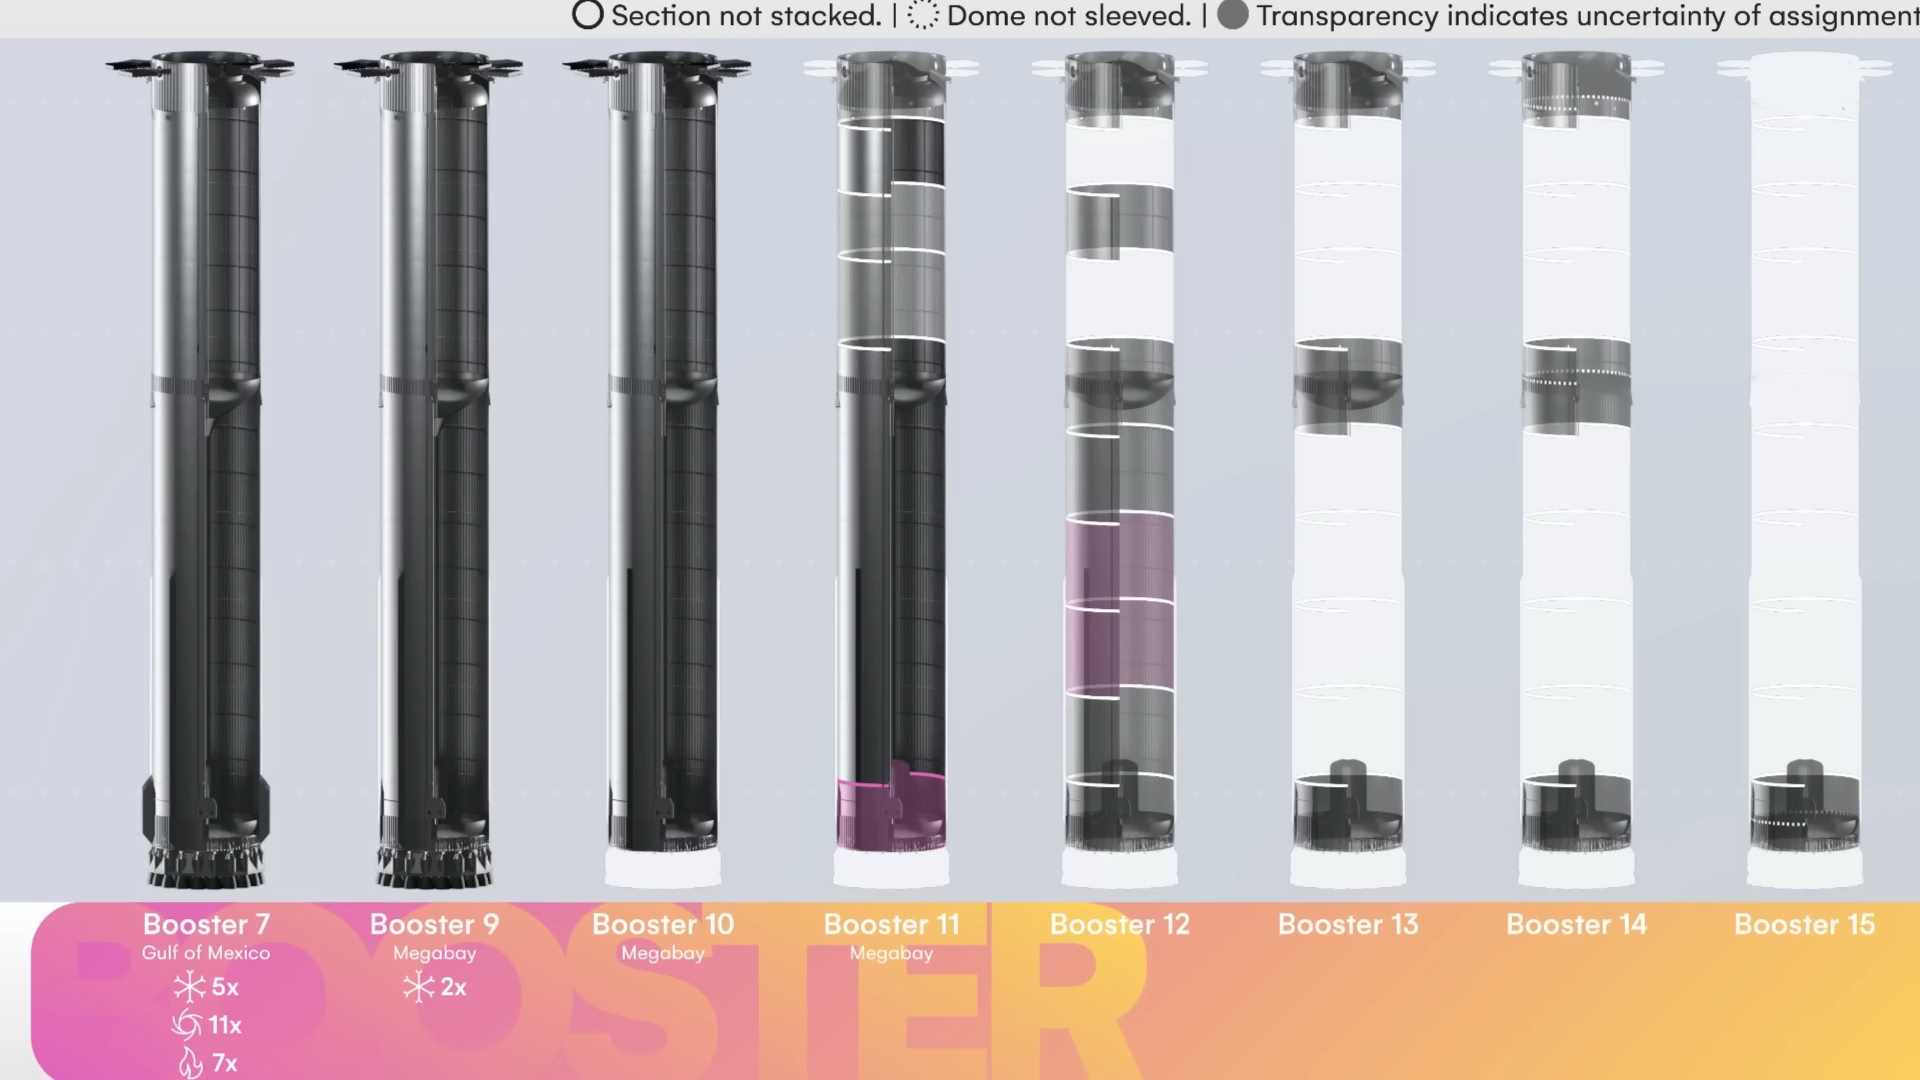 Section not stacked. | Dome not sleeved. | Transparency indicates uncertainty of assignment
BOOSTER
Booster 7 Booster 9 Booster 10 Booster 11 Booster 12 Booster 13 Booster 14 Booster 15
Gulf of Mexico Megabay Megabay Megabay
5x 2x
11x
7x